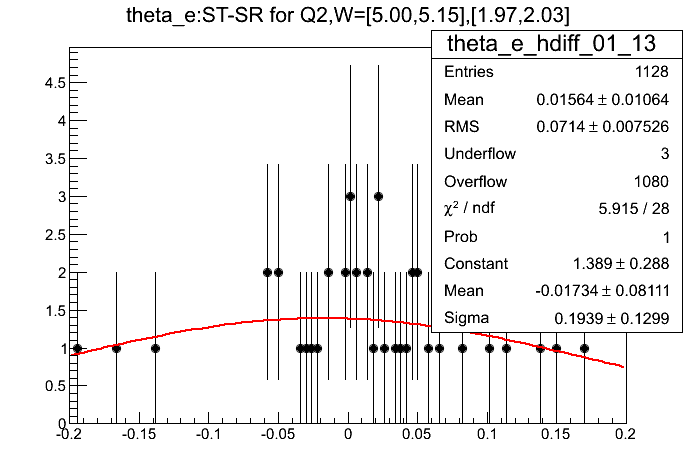 theta_e:ST-SR for Q2,W=[5.00,5.15],[1.97,2.03]
theta_e_hdiff_01_13
Entries 1128
Mean 0.01564 ± 0.01064
RMS 0.0714 ± 0.007526
Underflow 3
Overflow 1080
χ² / ndf 5.915 / 28
Prob 1
Constant 1.389 ± 0.288
Mean -0.01734 ± 0.08111
Sigma 0.1939 ± 0.1299
4.5
4
3.5
3
2.5
2
1.5
1
0.5
0
-0.2 -0.15 -0.1 -0.05 0 0.05 0.1 0.15 0.2